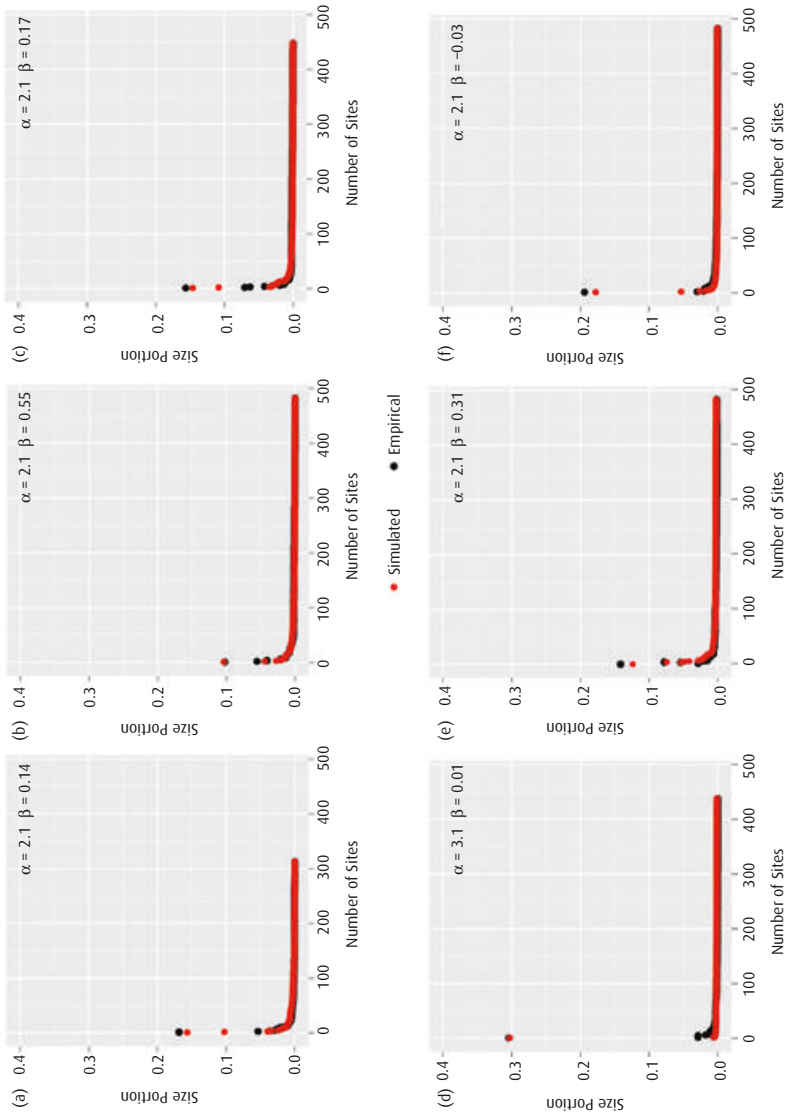 (a)
α = 2.1 β = 0.14
0.4
0.3
0.2
0.1
0.0
Size Portion
0 100 200 300 400 500
Number of Sites
(b)
α = 2.1 β = 0.55
0.4
0.3
0.2
0.1
0.0
Size Portion
0 100 200 300 400 500
Number of Sites
(c)
α = 2.1 β = 0.17
0.4
0.3
0.2
0.1
0.0
Size Portion
0 100 200 300 400 500
Number of Sites
Simulated Empirical
(d)
α = 3.1 β = 0.01
0.4
0.3
0.2
0.1
0.0
Size Portion
0 100 200 300 400 500
Number of Sites
(e)
α = 2.1 β = 0.31
0.4
0.3
0.2
0.1
0.0
Size Portion
0 100 200 300 400 500
Number of Sites
(f)
α = 2.1 β = −0.03
0.4
0.3
0.2
0.1
0.0
Size Portion
0 100 200 300 400 500
Number of Sites